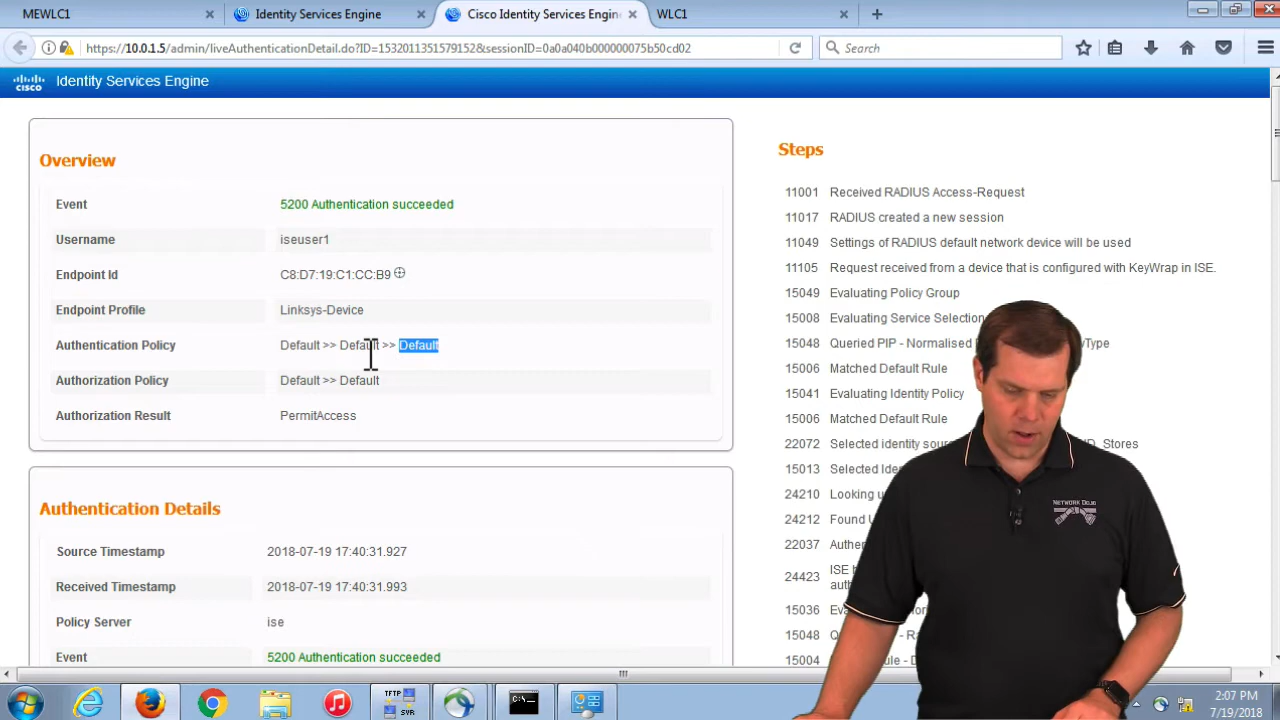 MEWLC1
Identity Services Engine
Cisco Identity Services Engin
WLC1
https://10.0.1.5/admin/liveAuthenticationDetail.do?ID=1532011351579152&sessionID=0a0a040b000000075b50cd02
Search
CISCO
Identity Services Engine
Overview
Event 5200 Authentication succeeded
Username iseuser1
Endpoint Id C8:D7:19:C1:CC:B9
Endpoint Profile Linksys-Device
Authentication Policy Default >> Default >> Default
Authorization Policy Default >> Default
Authorization Result PermitAccess
Authentication Details
Source Timestamp 2018-07-19 17:40:31.927
Received Timestamp 2018-07-19 17:40:31.993
Policy Server ise
Event 5200 Authentication succeeded
Steps
11001 Received RADIUS Access-Request
11017 RADIUS created a new session
11049 Settings of RADIUS default network device will be used
11105 Request received from a device that is configured with KeyWrap in ISE.
15049 Evaluating Policy Group
15008 Evaluating Service Selection
15048 Queried PIP - Normalised
15006 Matched Default Rule
15041 Evaluating Identity Policy
15006 Matched Default Rule
22072 Selected identity Stores
15013 Selected
24210 Looking
24212 Found
22037
24423 ISE
15036
15048
15004
NETWORK DOJO
TFTP
SVR
C:\
2:07 PM
7/19/2018